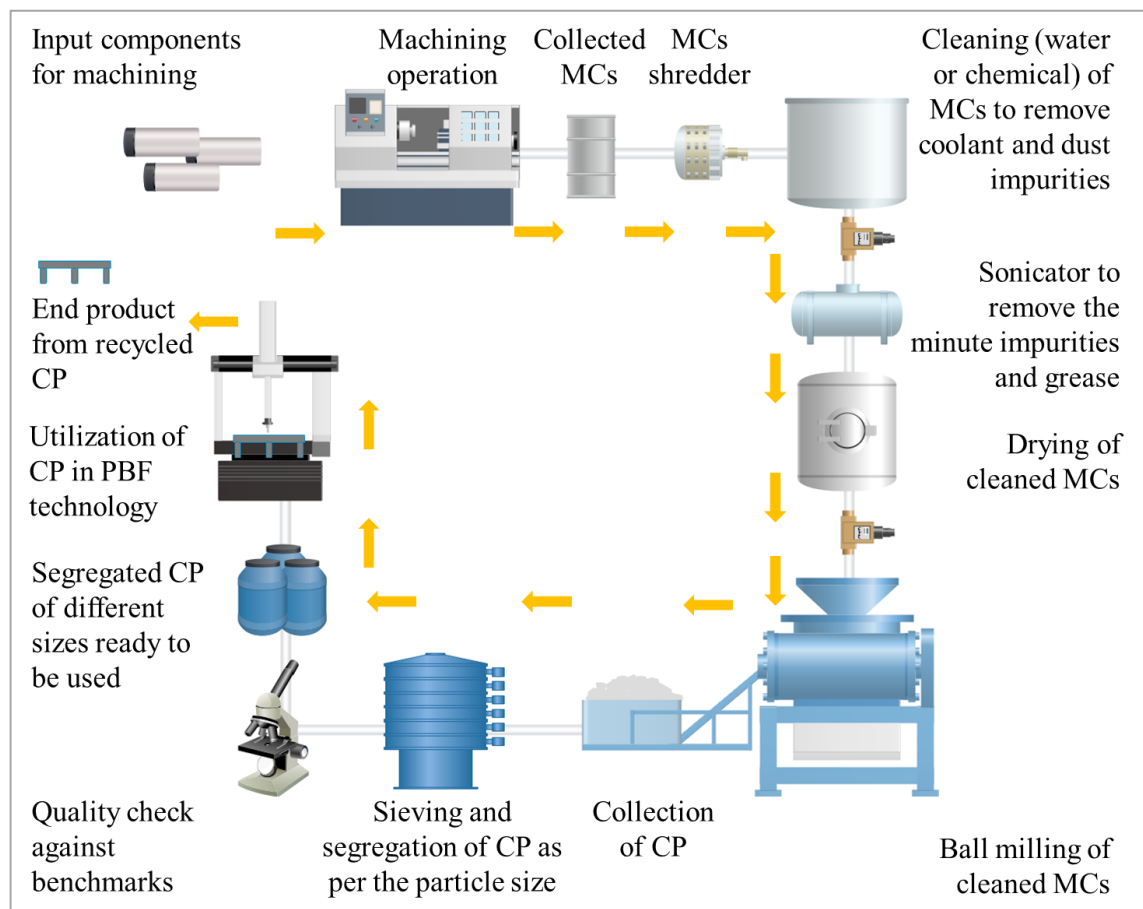 Input components
for machining
Machining
operation
Collected
MCs
MCs
shredder
Cleaning (water
or chemical) of
MCs to remove
coolant and dust
impurities
Sonicator to
remove the
minute impurities
and grease
Drying of
cleaned MCs
Ball milling of
cleaned MCs
Collection
of CP
Sieving and
segregation of CP as
per the particle size
Quality check
against
benchmarks
Segregated CP
of different
sizes ready to
be used
Utilization of
CP in PBF
technology
End product
from recycled
CP